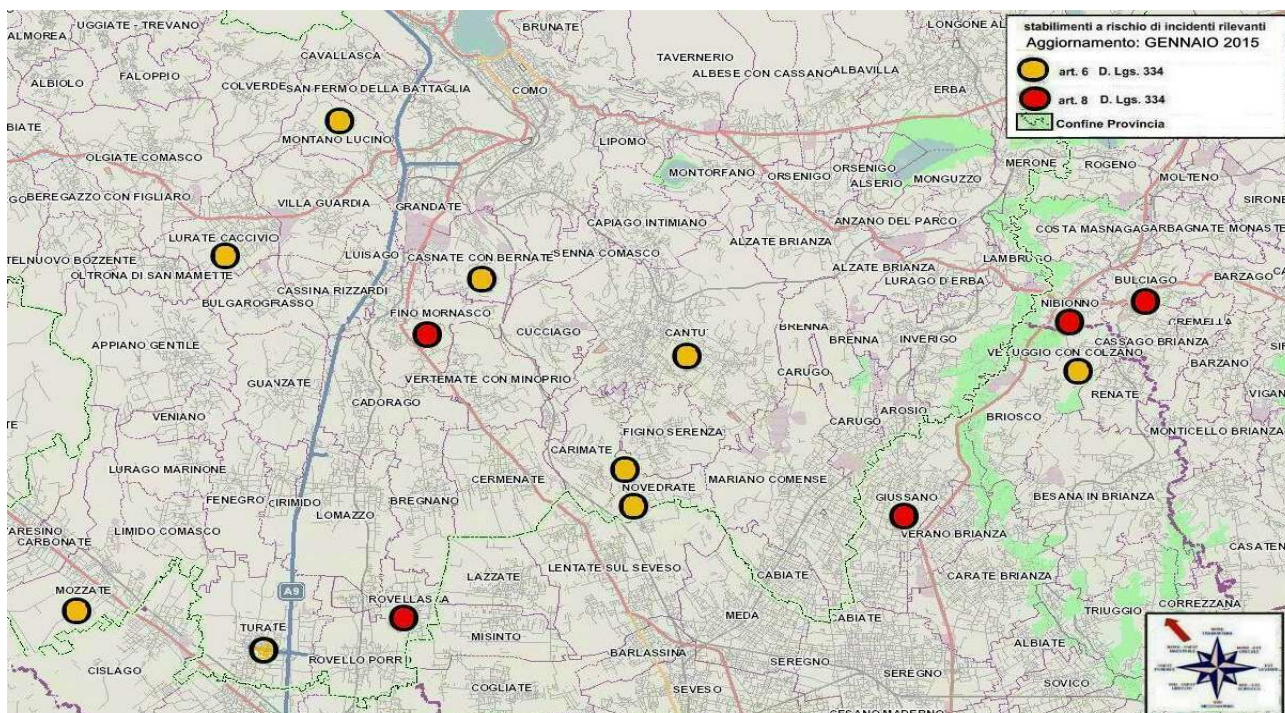 UGGIATE - TREVANO
BRUNATE
LONGONE AL
ALMOREA
CAVALLASCA
TAVERNERIO
stabilimenti a rischio di incidenti rilevanti
Aggiornamento: GENNAIO 2015
art. 6 D. Lgs. 334
art. 8 D. Lgs. 334
Confine Provincia
ALBIOLO
FALOPPIO
COLVERDE
SAN FERMO DELLA BATTAGLIA
COMO
ALBESE CON CASSANO
ALBAVILLA
ERBA
BIATE
MONTANO LUCINO
LIPOMO
OLGIATE COMASCO
MONTORFANO
ORSENIGO
ORSENIGO
ALSERIO
MONGUZZO
MERONE
ROGENO
MOLTENO
GO
BEREGAZZO CON FIGLIARO
VILLA GUARDIA
GRANDATE
CAPIAGO INTIMIANO
ANZANO DEL PARCO
SIRONE
COSTA MASNAGA
GARBAGNATE MONASTE
LURATE CACCIVIO
ALZATE BRIANZA
TELNUOVO BOZZENTE
OLTRONA DI SAN MAMETTE
LUISAGO
CASNATE CON BERNATE
SENNA COMASCO
ALZATE BRIANZA
LAMBRUGO
LURAGO D'ERBA
BULCIAGO
BARZAGO
CASSINA RIZZARDI
BULGAROGRASSO
NIBIONNO
FINO MORNASCO
CUCCIAGO
CANTU
BRENNA
BRENNA
INVERIGO
CREMELLA
CASSAGO BRIANZA
APPIANO GENTILE
VEDUGGIO CON COLZANO
BARZANO
GUANZATE
VERTEMATE CON MINOPRIO
CARUGO
RENATE
VIGAN
CADORAGO
VENIANO
AROSIO
CARUGO
BRIOSCO
MONTICELLO BRIANZA
FIGINO SERENZA
CARIMATE
LURAGO MARINONE
CERMENATE
NOVEDRATE
MARIANO COMENSE
FENEGRO
CIRIMIDO
BREGNANO
GIUSSANO
BESANA IN BRIANZA
LOMAZZO
LIMIDO COMASCO
VERANO BRIANZA
CARBONATE
CASATEN
LENTATE SUL SEVESO
CABIATE
LAZZATE
CARATE BRIANZA
A9
MOZZATE
ROVELLASCA
MEDA
CABIATE
TRIUGGIO
CORREZZANA
TURATE
MISINTO
ALBIATE
CISLAGO
ROVELLO PORR
BARLASSINA
SEREGNO
SEREGNO
COGLIATE
SEVESO
SOVICO
CESANO MADERNO